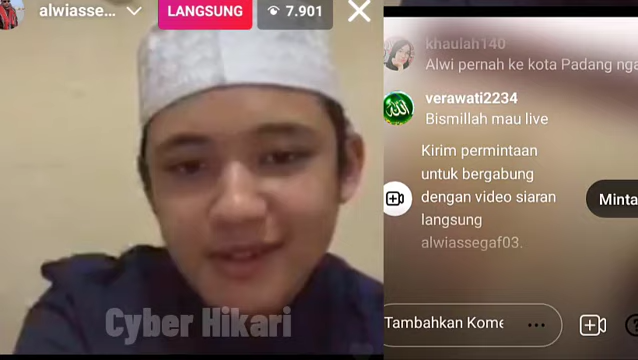 alwiasse...
LANGSUNG
7.901
Cyber Hikari
khaulah140
Alwi pernah ke kota Padang nga
verawati2234
Bismillah mau live
Kirim permintaan
untuk bergabung
dengan video siaran
langsung
alwiassegaf03.
Minta
Tambahkan Kome
...